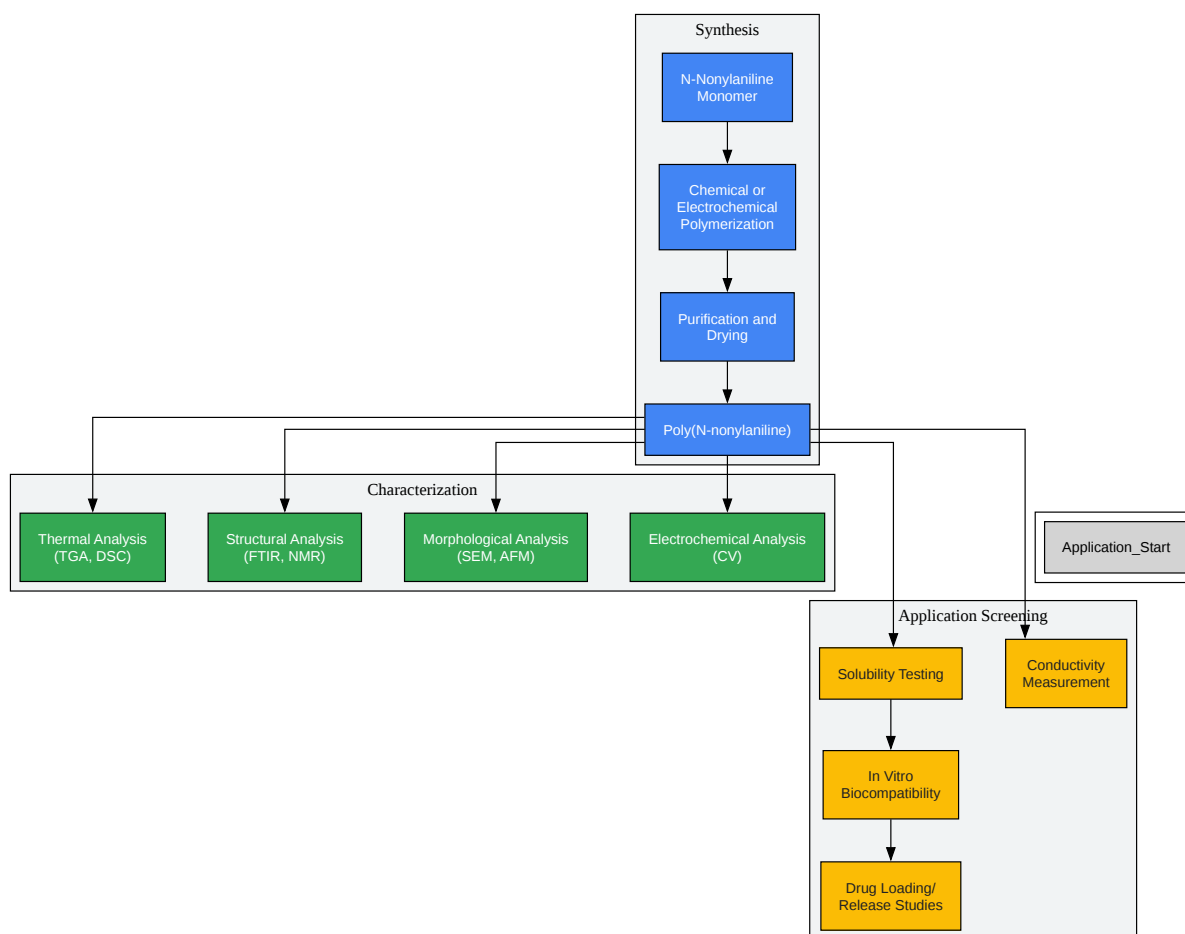 Synthesis
N-Nonylaniline
Monomer
Chemical or
Electrochemical
Polymerization
Purification and
Drying
Poly(N-nonylaniline)
Characterization
Thermal Analysis
(TGA, DSC)
Structural Analysis
(FTIR, NMR)
Morphological Analysis
(SEM, AFM)
Electrochemical Analysis
(CV)
Application_Start
Application Screening
Solubility Testing
Conductivity
Measurement
In Vitro
Biocompatibility
Drug Loading/
Release Studies